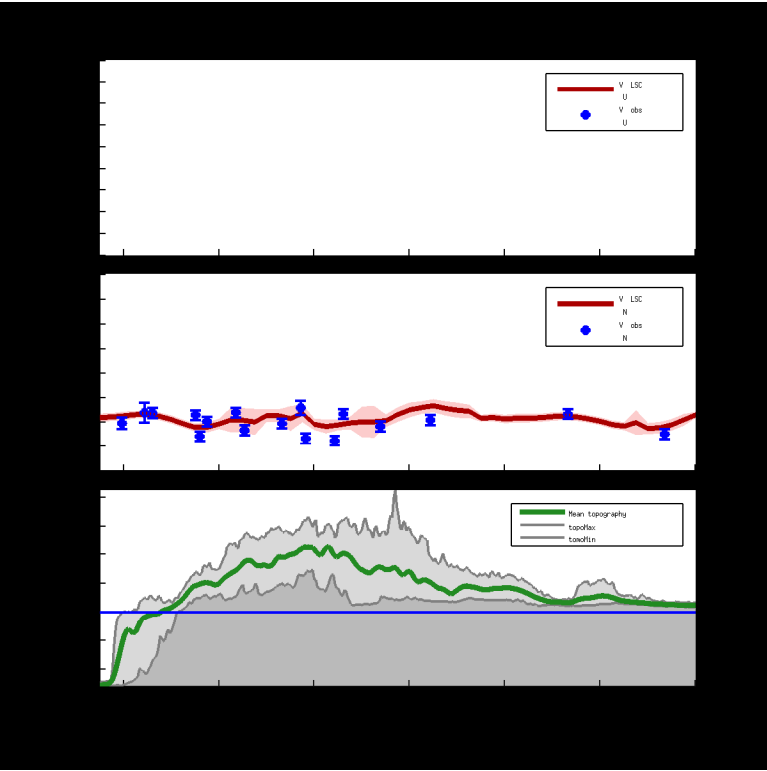 V LSC
U
V obs
U
V LSC
N
V obs
N
Mean topography
topoMax
topoMin